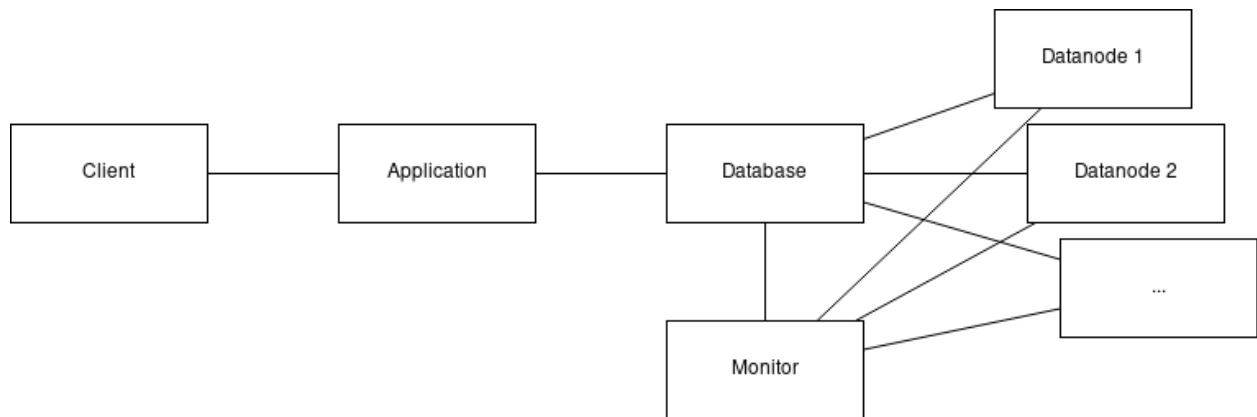 Datanode 1
Client
Application
Database
Datanode 2
...
Monitor